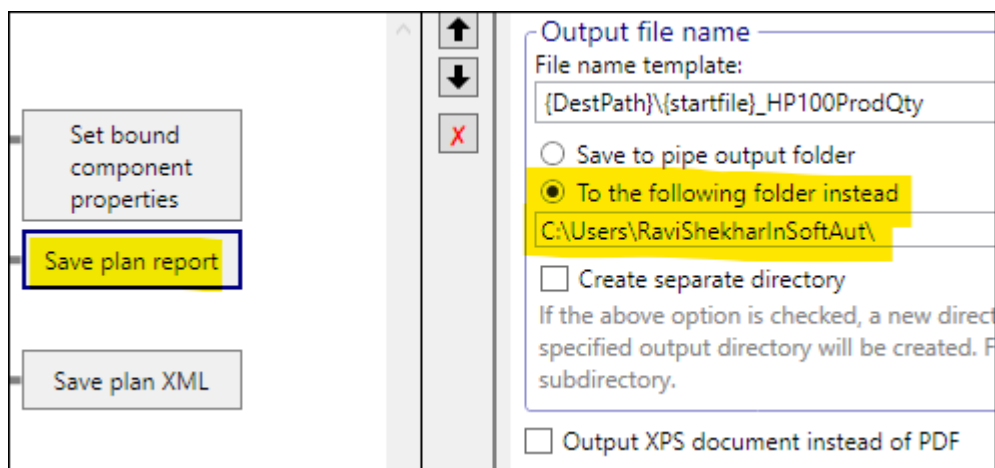 Set bound
component
properties
Save plan report
Save plan XML
X
Output file name
File name template:
{DestPath}\{startfile}_HP100ProdQty
Save to pipe output folder
To the following folder instead
C:\Users\RaviShekharInSoftAut\
Create separate directory
If the above option is checked, a new direct
specified output directory will be created. F
subdirectory.
Output XPS document instead of PDF